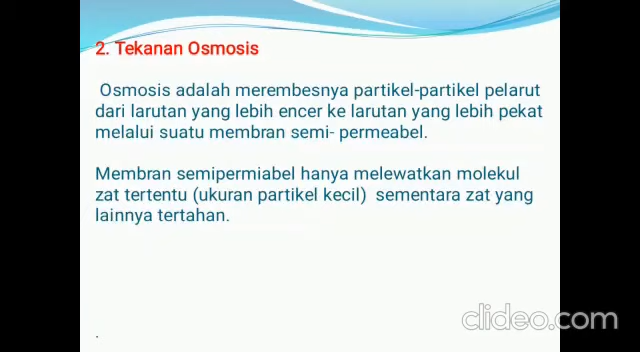 2. Tekanan Osmosis
Osmosis adalah merembesnya partikel-partikel pelarut
dari larutan yang lebih encer ke larutan yang lebih pekat
melalui suatu membran semi- permeabel.
Membran semipermiabel hanya melewatkan molekul
zat tertentu (ukuran partikel kecil) sementara zat yang
lainnya tertahan.
.
clideo.com